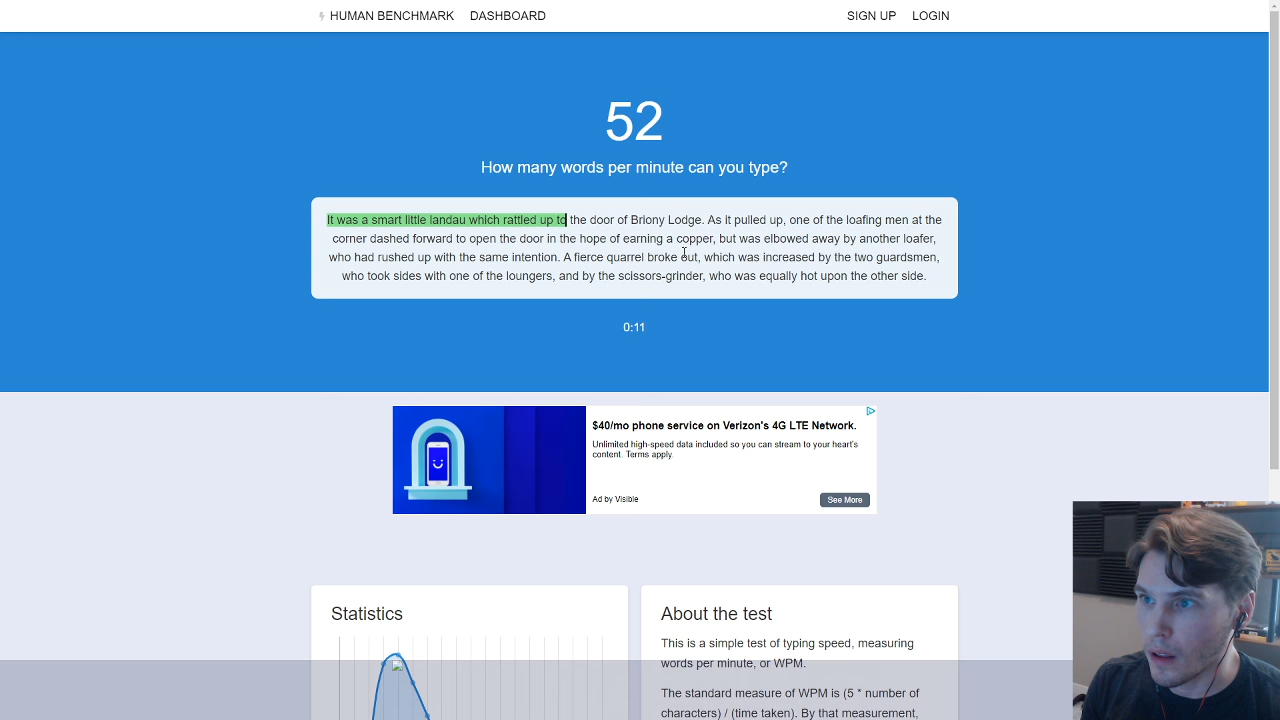 HUMAN BENCHMARK DASHBOARD SIGN UP LOGIN
52
How many words per minute can you type?
It was a smart little landau which rattled up to the door of Briony Lodge. As it pulled up, one of the loafing men at the
corner dashed forward to open the door in the hope of earning a copper, but was elbowed away by another loafer,
who had rushed up with the same intention. A fierce quarrel broke out, which was increased by the two guardsmen,
who took sides with one of the loungers, and by the scissors-grinder, who was equally hot upon the other side.
0:11
$40/mo phone service on Verizon's 4G LTE Network.
Unlimited high-speed data included so you can stream to your heart's
content. Terms apply.
Ad by Visible
See More
Statistics
About the test
This is a simple test of typing speed, measuring
words per minute, or WPM.
The standard measure of WPM is (5 * number of
characters) / (time taken). By that measurement,